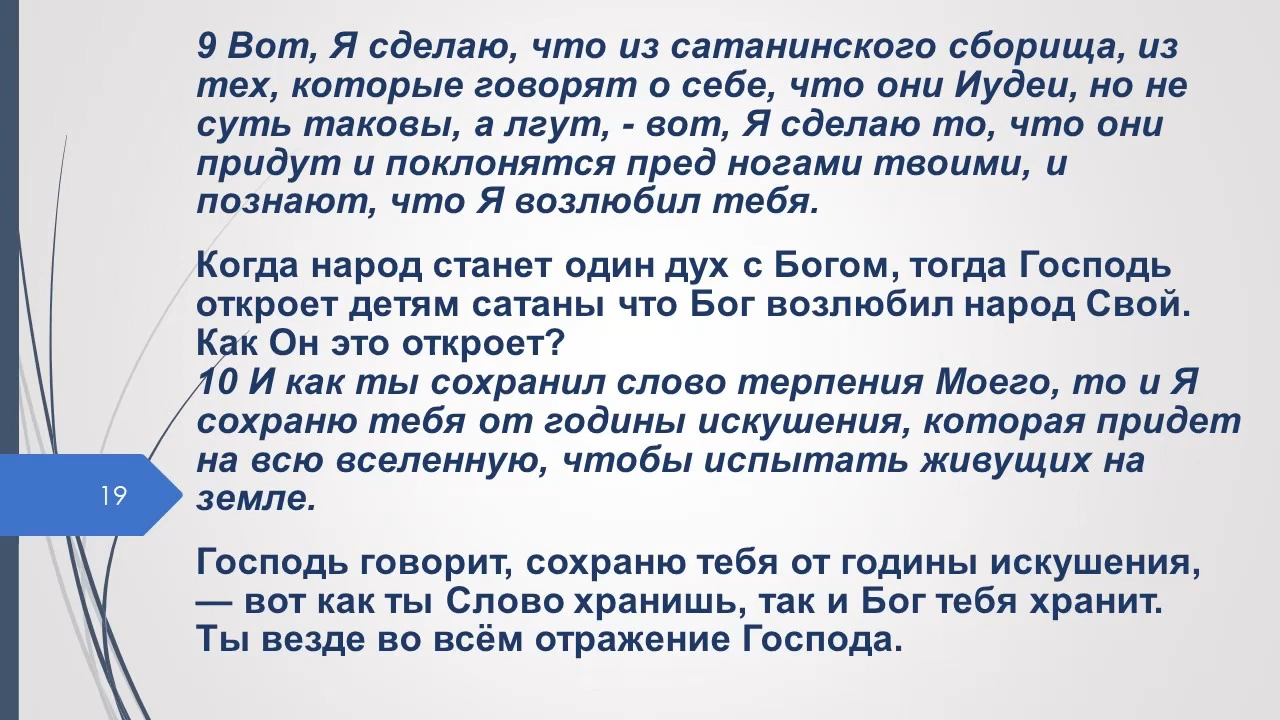 9 Вот, Я сделаю, что из сатанинского сборища, из
тех, которые говорят о себе, что они Иудеи, но не
суть таковы, а лгут, - вот, Я сделаю то, что они
придут и поклонятся пред ногами твоими, и
познают, что Я возлюбил тебя.
Когда народ станет один дух с Богом, тогда Господь
откроет детям сатаны что Бог возлюбил народ Свой.
Как Он это откроет?
10 И как ты сохранил слово терпения Моего, то и Я
сохраню тебя от годины искушения, которая придет
на всю вселенную, чтобы испытать живущих на
земле.
19
Господь говорит, сохраню тебя от годины искушения,
— вот как ты Слово хранишь, так и Бог тебя хранит.
Ты везде во всём отражение Господа.